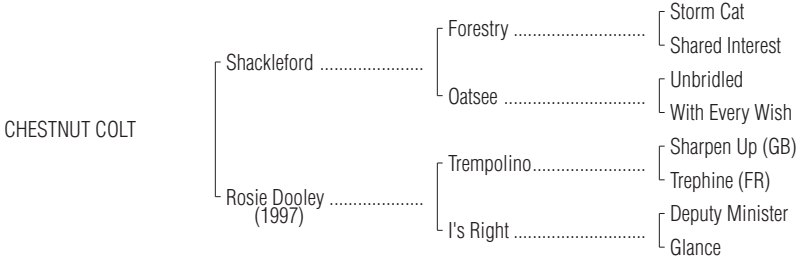 Storm Cat
Forestry ............................
Shared Interest
Shackleford ......................
Unbridled
Oatsee ..............................
With Every Wish
CHESTNUT COLT
Sharpen Up (GB)
Trempolino........................
Trephine (FR)
Rosie Dooley ....................
(1997)
Deputy Minister
I's Right ............................
Glance